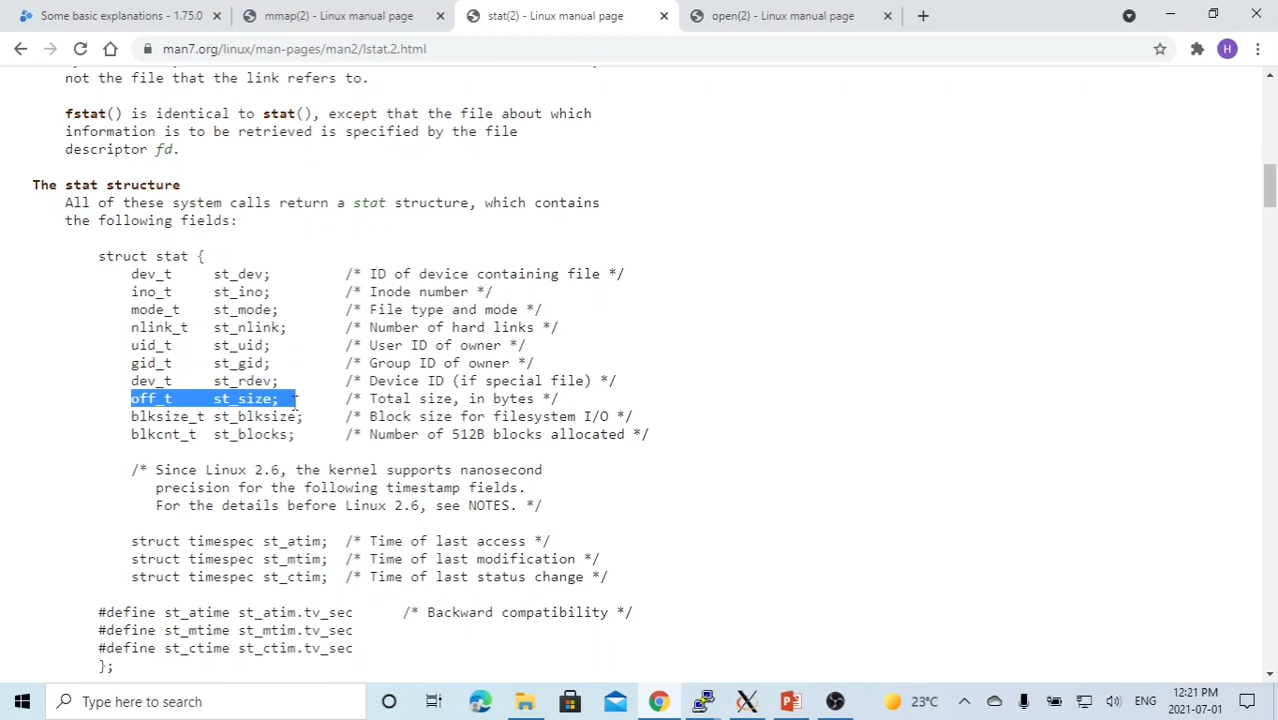 Some basic explanations - 1.75.0
mmap(2) - Linux manual page
stat(2) - Linux manual page
open(2) - Linux manual page
man7.org/linux/man-pages/man2/lstat.2.html
H
not the file that the link refers to.
fstat() is identical to stat(), except that the file about which
information is to be retrieved is specified by the file
descriptor fd.
The stat structure
All of these system calls return a stat structure, which contains
the following fields:
struct stat {
dev_t     st_dev;         /* ID of device containing file */
ino_t     st_ino;         /* Inode number */
mode_t    st_mode;        /* File type and mode */
nlink_t   st_nlink;       /* Number of hard links */
uid_t     st_uid;         /* User ID of owner */
gid_t     st_gid;         /* Group ID of owner */
dev_t     st_rdev;        /* Device ID (if special file) */
off_t     st_size;        /* Total size, in bytes */
blksize_t st_blksize;     /* Block size for filesystem I/O */
blkcnt_t  st_blocks;      /* Number of 512B blocks allocated */
/* Since Linux 2.6, the kernel supports nanosecond
precision for the following timestamp fields.
For the details before Linux 2.6, see NOTES. */
struct timespec st_atim;  /* Time of last access */
struct timespec st_mtim;  /* Time of last modification */
struct timespec st_ctim;  /* Time of last status change */
#define st_atime st_atim.tv_sec      /* Backward compatibility */
#define st_mtime st_mtim.tv_sec
#define st_ctime st_ctim.tv_sec
};
Type here to search
23°C
ENG
12:21 PM
2021-07-01